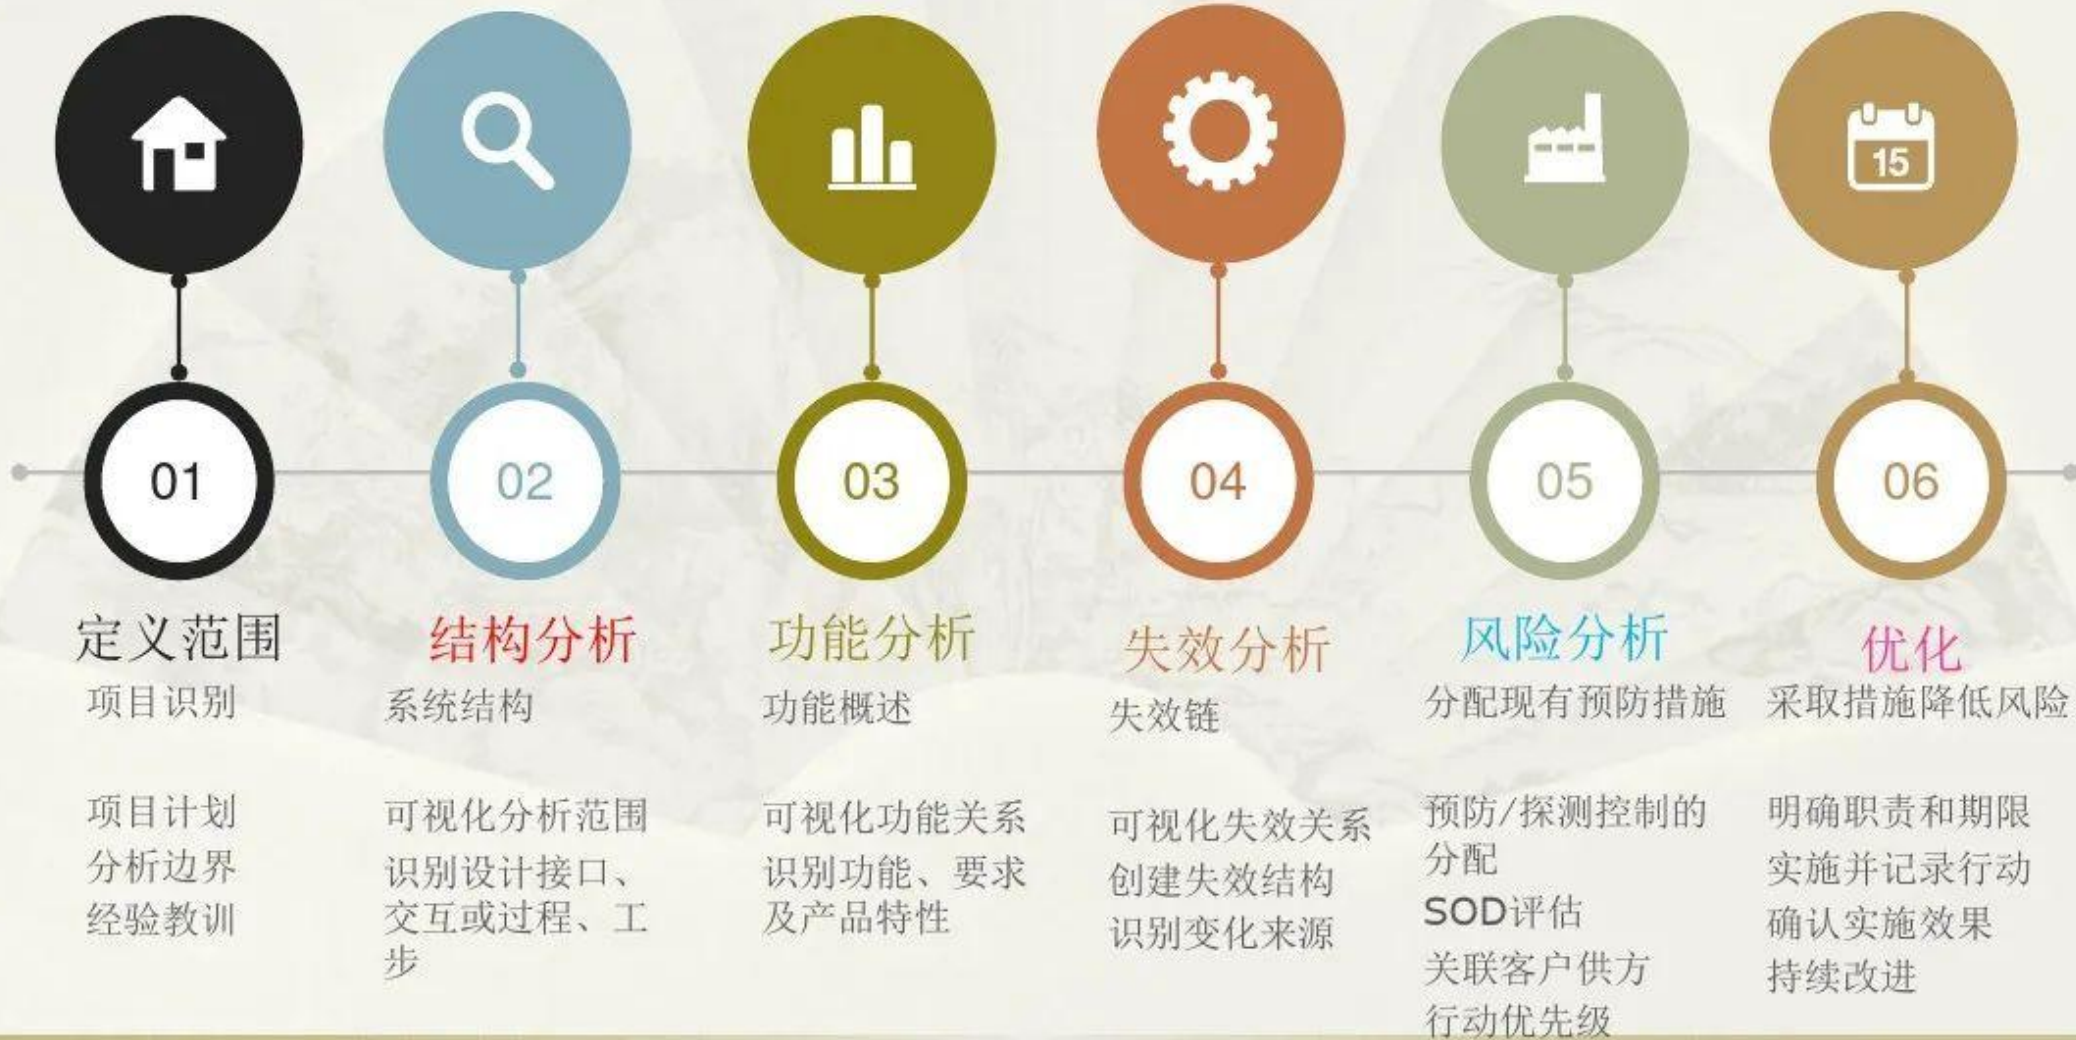 15
01
02
03
04
05
06
定义范围
项目识别
项目计划
分析边界
经验教训
结构分析
系统结构
可视化分析范围
识别设计接口、
交互或过程、工
步
功能分析
功能概述
可视化功能关系
识别功能、要求
及产品特性
失效分析
失效链
可视化失效关系
创建失效结构
识别变化来源
风险分析
分配现有预防措施
预防/探测控制的
分配
SOD评估
关联客户供方
行动优先级
优化
采取措施降低风险
明确职责和期限
实施并记录行动
确认实施效果
持续改进